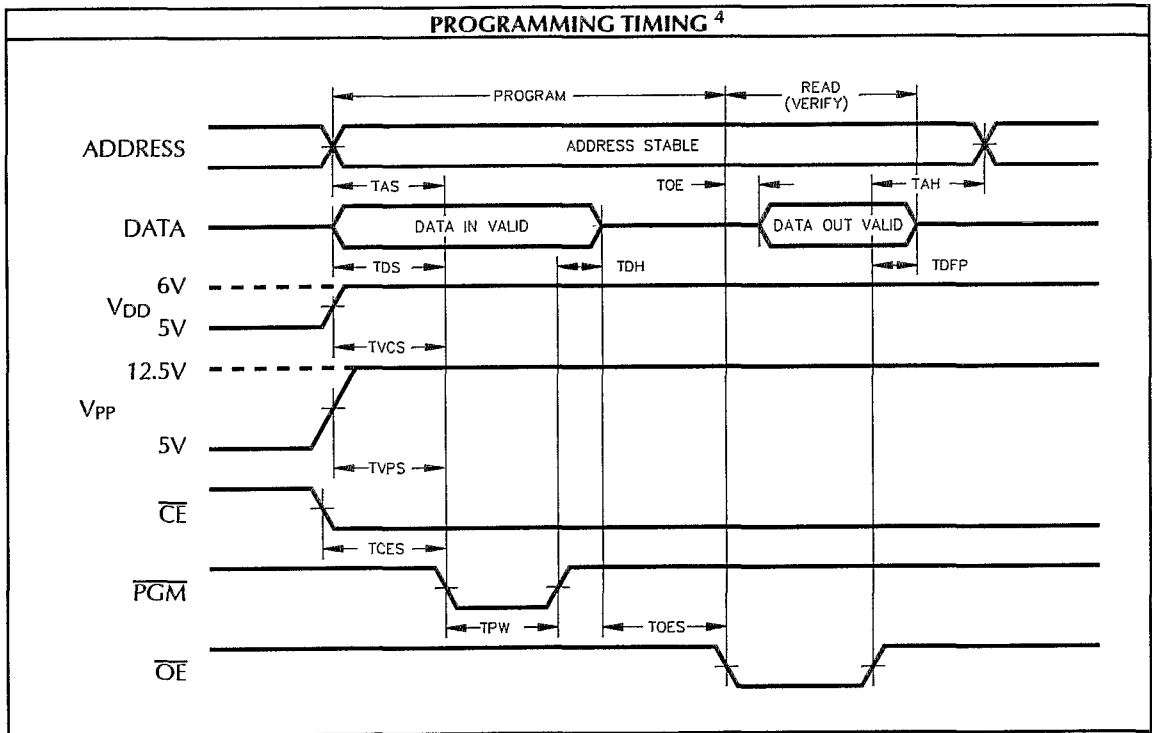 PROGRAMMING TIMING 4
PROGRAM
READ
(VERIFY)
ADDRESS
ADDRESS STABLE
TAS
TOE
TAH
DATA
DATA IN VALID
DATA OUT VALID
TDS
TDH
TDFP
6V
VDD
5V
TVCS
12.5V
VPP
5V
TVPS
CE
TCES
PGM
TPW
TOES
OE